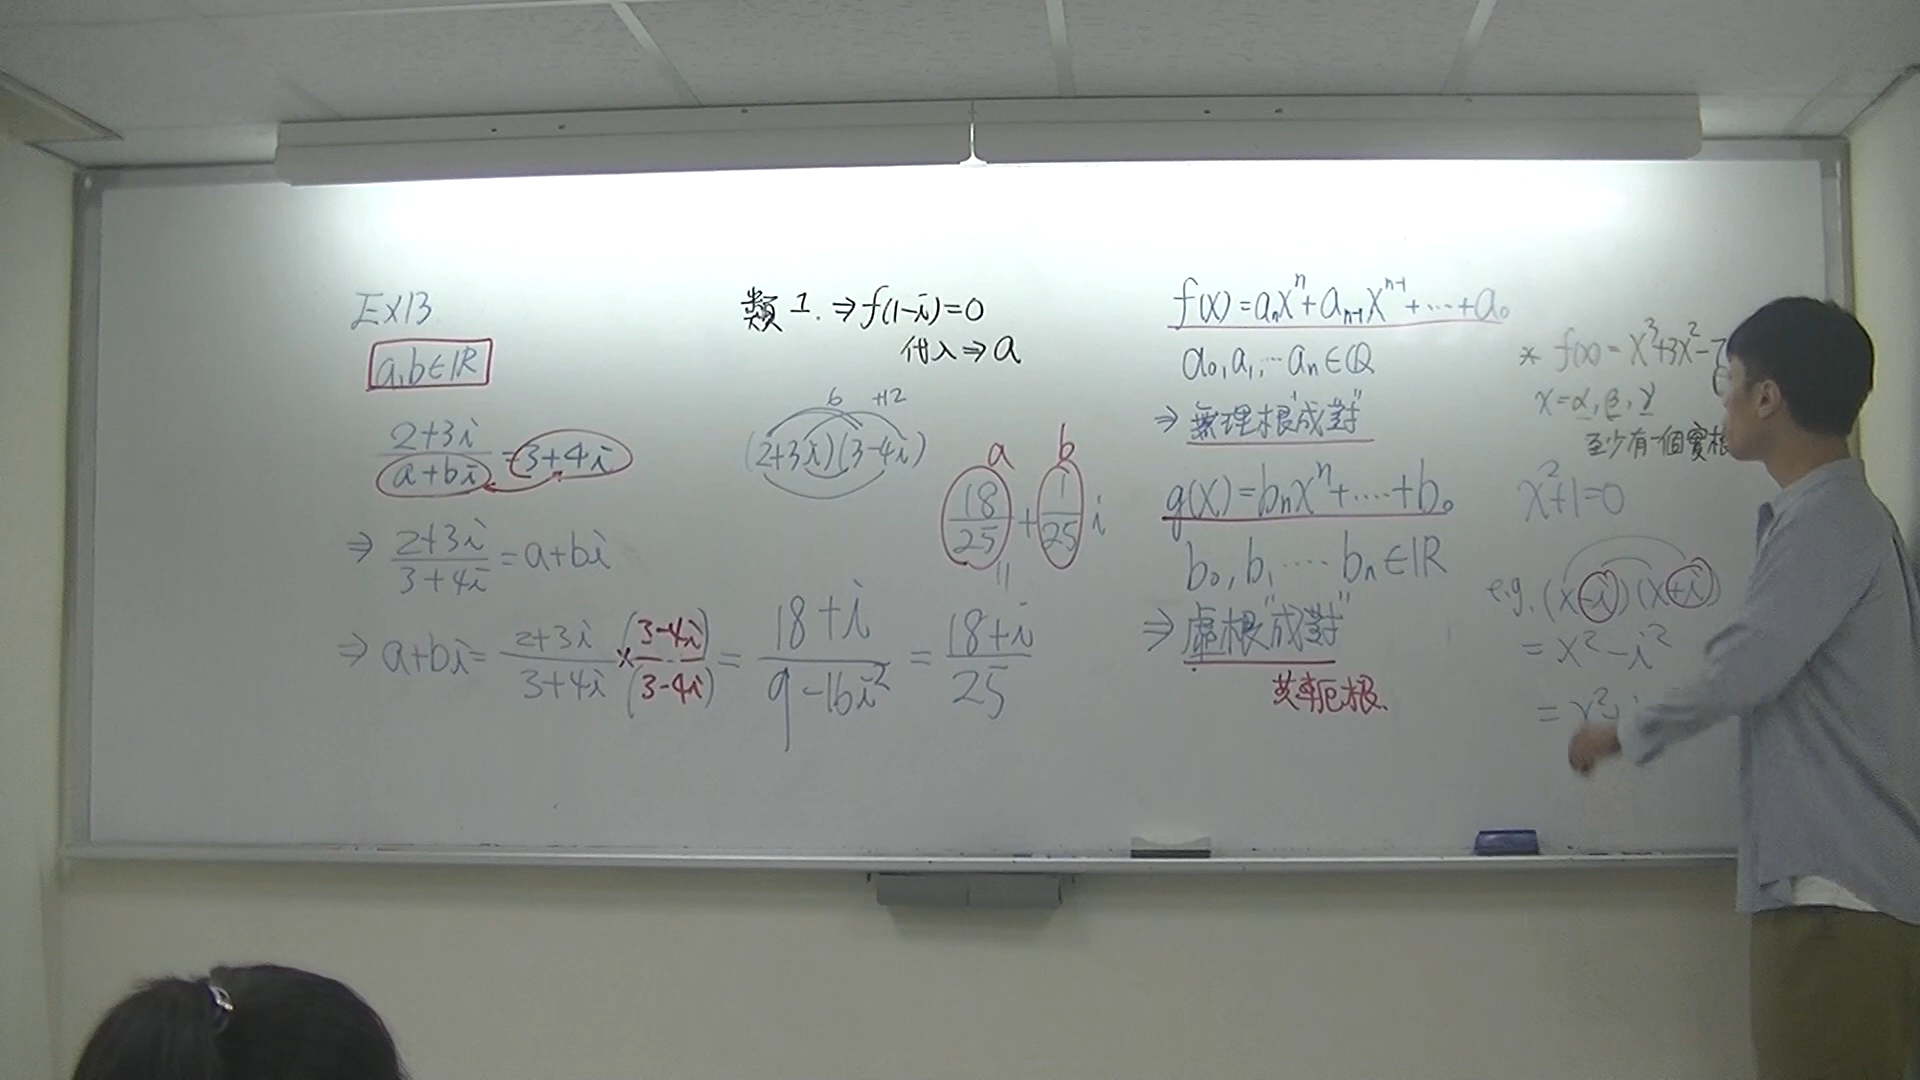 Ex13
a,b∈ℝ
(2+3i)/(a+bi) = 3+4i
⇒ (2+3i)/(3+4i) = a+bi
⇒ a+bi = (2+3i)/(3+4i) × (3-4i)/(3-4i) = (18+i)/(9-16i²) = (18+i)/25
類1. ⇒ f(1-i)=0
代入 ⇒ a
6 +12
(2+3i)(3-4i)
a b
18/25 + 1/25 i
||
f(x)=aₙxⁿ+aₙ₋₁xⁿ⁻¹+⋯+a₀
a₀,a₁,⋯aₙ∈ℚ
⇒ 無理根"成對"
g(x)=bₙxⁿ+⋯+b₀
b₀,b₁⋯bₙ∈ℝ
⇒ 虛根"成對"
共軛根
* f(x)=x³+3x²-7
x=α,β,γ
至少有一個實根
x²+1=0
e.g. (x-i)(x+i)
= x²-i²
= x²